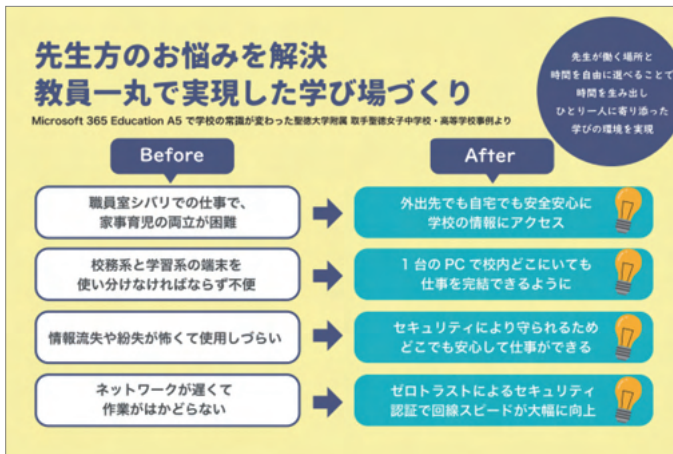 先生方のお悩みを解決
教員一丸で実現した学び場づくり
Microsoft 365 Education A5 で学校の常識が変わった聖徳大学附属 取手聖徳女子中学校・高等学校事例より
先生が働く場所と
時間を自由に選べることで
時間を生み出し
ひとり一人に寄り添った
学びの環境を実現
Before
After
職員室シバリでの仕事で、
家事育児の両立が困難
外出先でも自宅でも安全安心に
学校の情報にアクセス
校務系と学習系の端末を
使い分けなければならず不便
1 台の PC で校内どこにいても
仕事を完結できるように
情報流失や紛失が怖くて使用しづらい
セキュリティにより守られるため
どこでも安心して仕事ができる
ネットワークが遅くて
作業がはかどらない
ゼロトラストによるセキュリティ
認証で回線スピードが大幅に向上